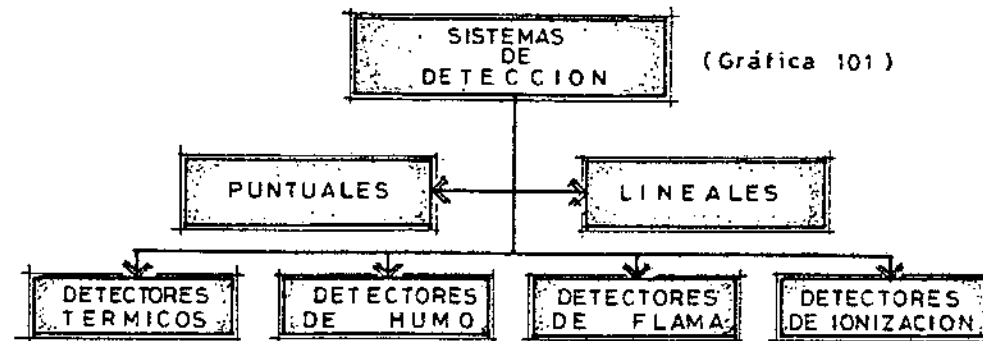 SISTEMAS
DE
DETECCION
(Gráfica 101)
PUNTUALES
LINEALES
DETECTORES
TERMICOS
DETECTORES
DE HUMO
DETECTORES
DE FLAMA
DETECTORES
DE IONIZACION